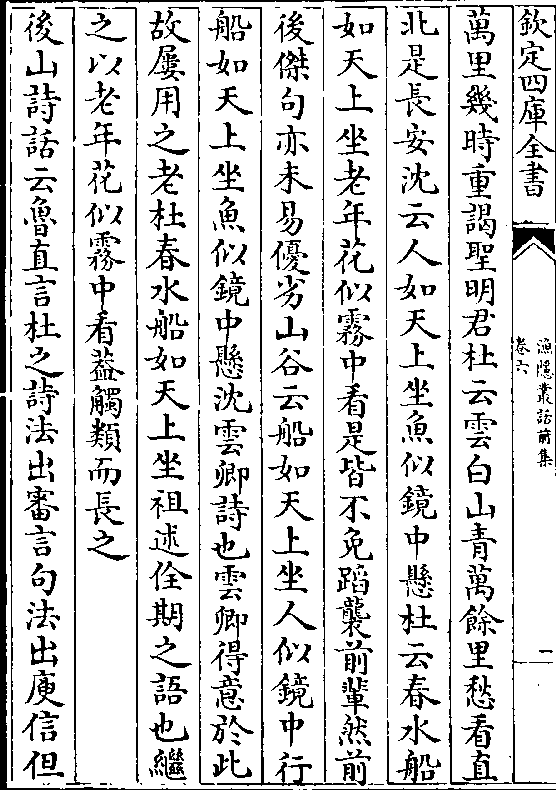 欽定四庫全書
漁隱叢話前集
卷六
二
萬里幾時重謁聖明君杜云雲白山青萬餘里愁看直
北是長安沈云人如天上坐魚似鏡中懸杜云春水船
如天上坐老年花似霧中看是皆不免蹈襲前輩然前
後傑句亦未易優劣山谷云船如天上坐人似鏡中行
船如天上坐魚似鏡中懸沈雲卿詩也雲卿得意於此
故屢用之老杜春水船如天上坐祖述佺期之語也繼
之以老年花似霧中看葢觸類而長之
後山詩話云魯直言杜之詩法出審言句法出庾信但